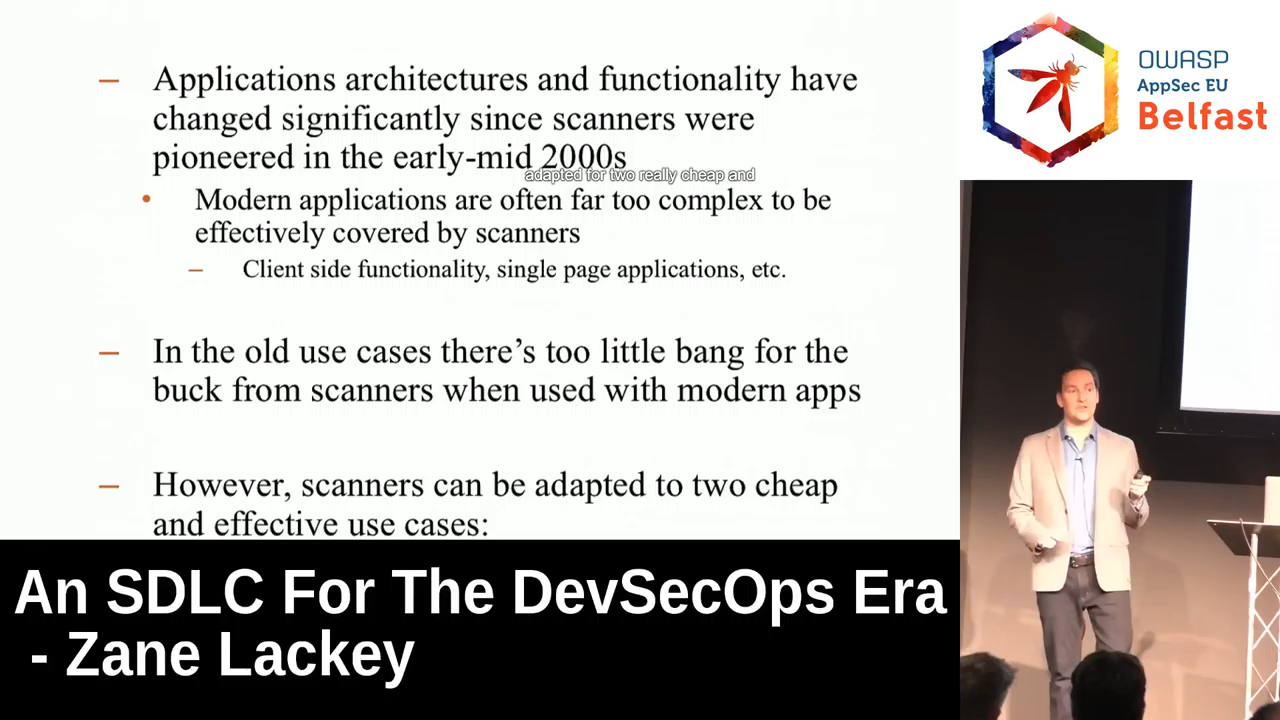 – Applications architectures and functionality have
changed significantly since scanners were
pioneered in the early-mid 2000s
adapted for two really cheap and
• Modern applications are often far too complex to be
effectively covered by scanners
– Client side functionality, single page applications, etc.
– In the old use cases there’s too little bang for the
buck from scanners when used with modern apps
– However, scanners can be adapted to two cheap
and effective use cases:
An SDLC For The DevSecOps Era
- Zane Lackey
OWASP
AppSec EU
Belfast